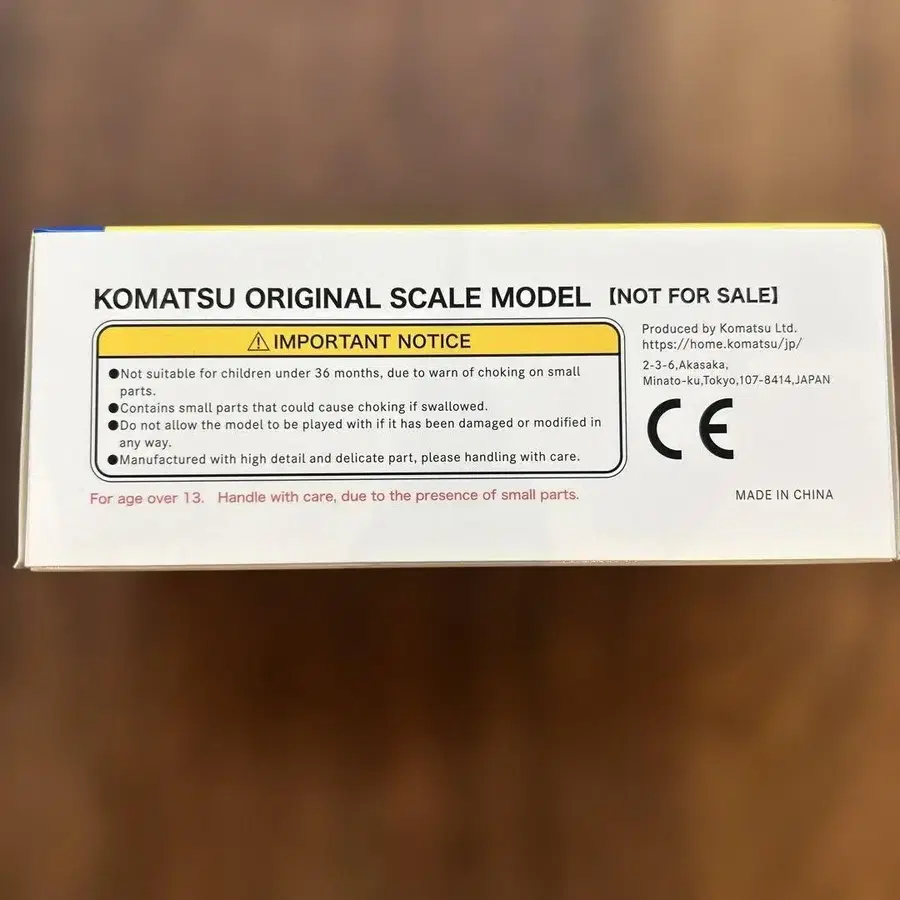 KOMATSU ORIGINAL SCALE MODEL 【NOT FOR SALE】
⚠IMPORTANT NOTICE
●Not suitable for children under 36 months, due to warn of choking on small
parts.
●Contains small parts that could cause choking if swallowed.
●Do not allow the model to be played with if it has been damaged or modified in
any way.
●Manufactured with high detail and delicate part, please handling with care.
For age over 13. Handle with care, due to the presence of small parts.
Produced by Komatsu Ltd.
https://home.komatsu/jp/
2-3-6,Akasaka,
Minato-ku,Tokyo,107-8414,JAPAN
CE
MADE IN CHINA